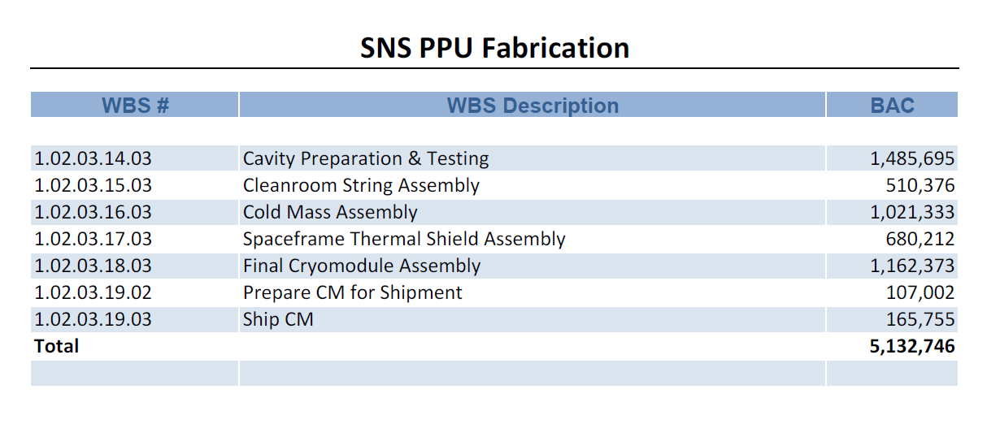 SNS PPU Fabrication
WBS # WBS Description BAC
1.02.03.14.03 Cavity Preparation & Testing 1,485,695
1.02.03.15.03 Cleanroom String Assembly 510,376
1.02.03.16.03 Cold Mass Assembly 1,021,333
1.02.03.17.03 Spaceframe Thermal Shield Assembly 680,212
1.02.03.18.03 Final Cryomodule Assembly 1,162,373
1.02.03.19.02 Prepare CM for Shipment 107,002
1.02.03.19.03 Ship CM 165,755
Total 5,132,746